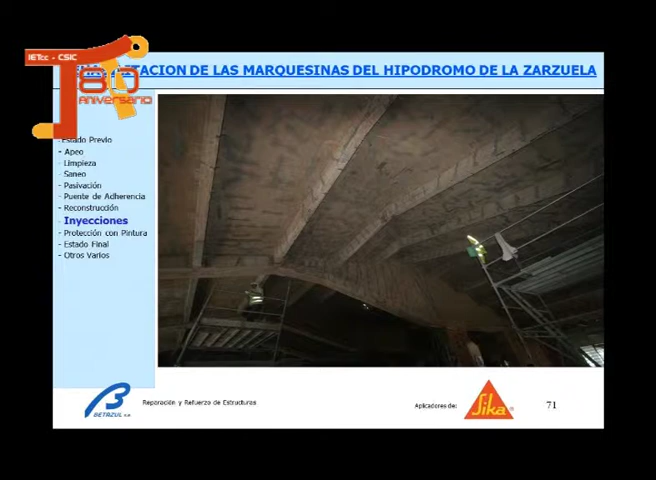 IETcc - CSIC
80
Aniversario
TACION DE LAS MARQUESINAS DEL HIPODROMO DE LA ZARZUELA
- Estado Previo
- Apeo
- Limpieza
- Saneo
- Pasivación
- Puente de Adherencia
- Reconstrucción
- Inyecciones
- Protección con Pintura
- Estado Final
- Otros Varios
BETAZUL S.A.
Reparación y Refuerzo de Estructuras
Aplicadores de:
Sika®
71